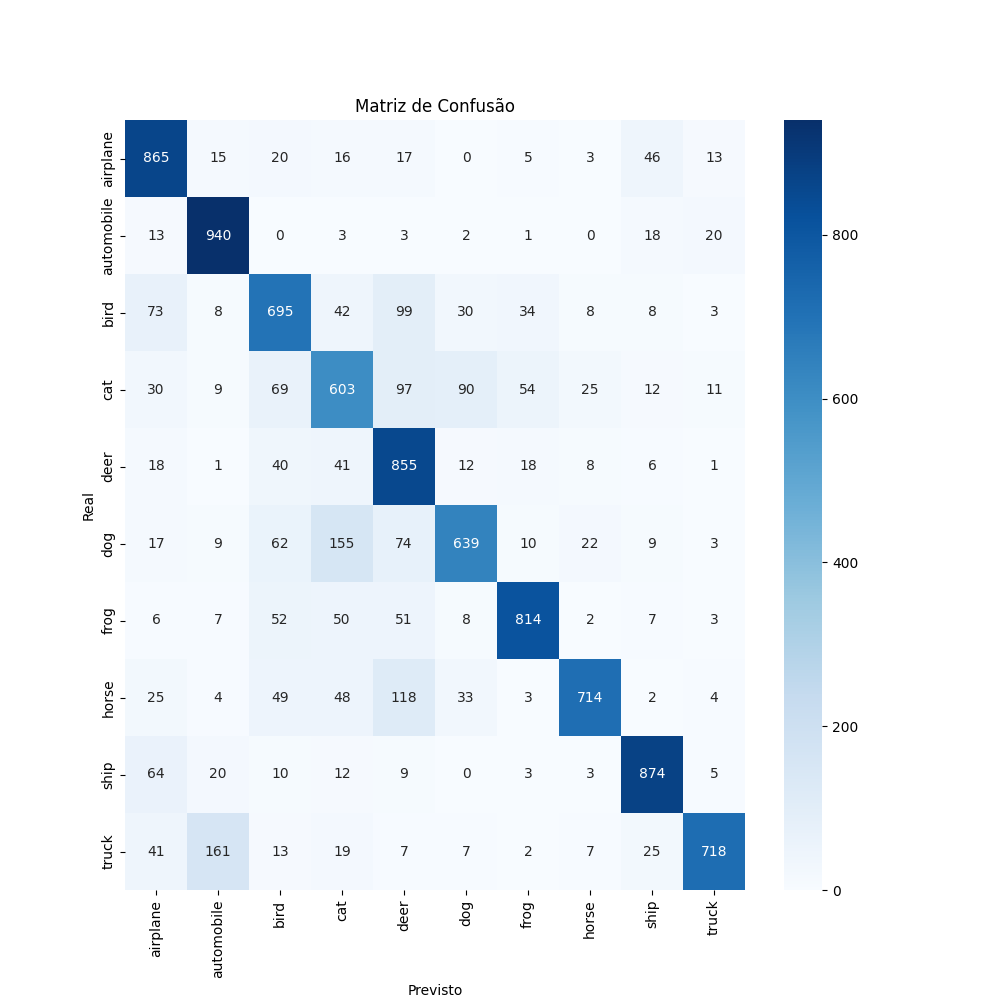 Matriz de Confusão
airplane 865 15 20 16 17 0 5 3 46 13
automobile 13 940 0 3 3 2 1 0 18 20
bird 73 8 695 42 99 30 34 8 8 3
cat 30 9 69 603 97 90 54 25 12 11
deer 18 1 40 41 855 12 18 8 6 1
dog 17 9 62 155 74 639 10 22 9 3
frog 6 7 52 50 51 8 814 2 7 3
horse 25 4 49 48 118 33 3 714 2 4
ship 64 20 10 12 9 0 3 3 874 5
truck 41 161 13 19 7 7 2 7 25 718
Real
airplane automobile bird cat deer dog frog horse ship truck
Previsto
800
600
400
200
0